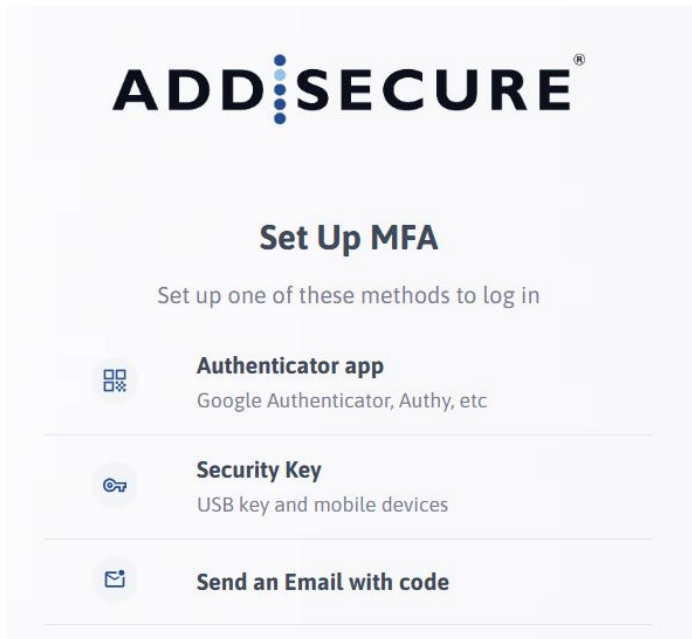 ADDSECURE®
Set Up MFA
Set up one of these methods to log in
Authenticator app
Google Authenticator, Authy, etc
Security Key
USB key and mobile devices
Send an Email with code